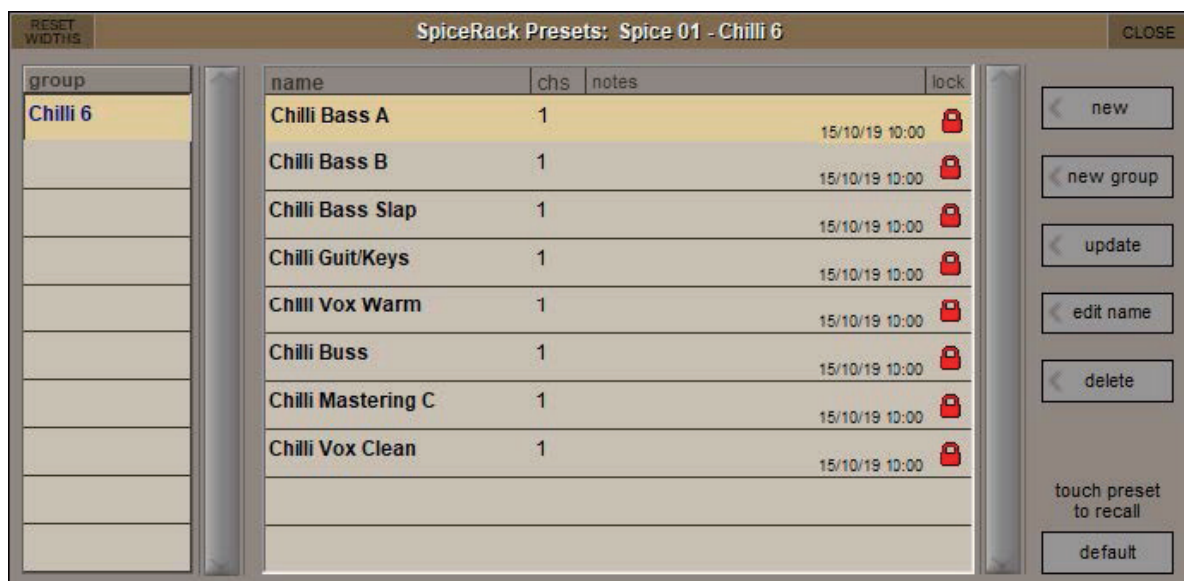 RESET
WIDTHS
SpiceRack Presets: Spice 01 - Chilli 6
CLOSE
group
Chilli 6
name chs notes lock
Chilli Bass A 1 15/10/19 10:00
Chilli Bass B 1 15/10/19 10:00
Chilli Bass Slap 1 15/10/19 10:00
Chilli Guit/Keys 1 15/10/19 10:00
Chilli Vox Warm 1 15/10/19 10:00
Chilli Buss 1 15/10/19 10:00
Chilli Mastering C 1 15/10/19 10:00
Chilli Vox Clean 1 15/10/19 10:00
new
new group
update
edit name
delete
touch preset
to recall
default